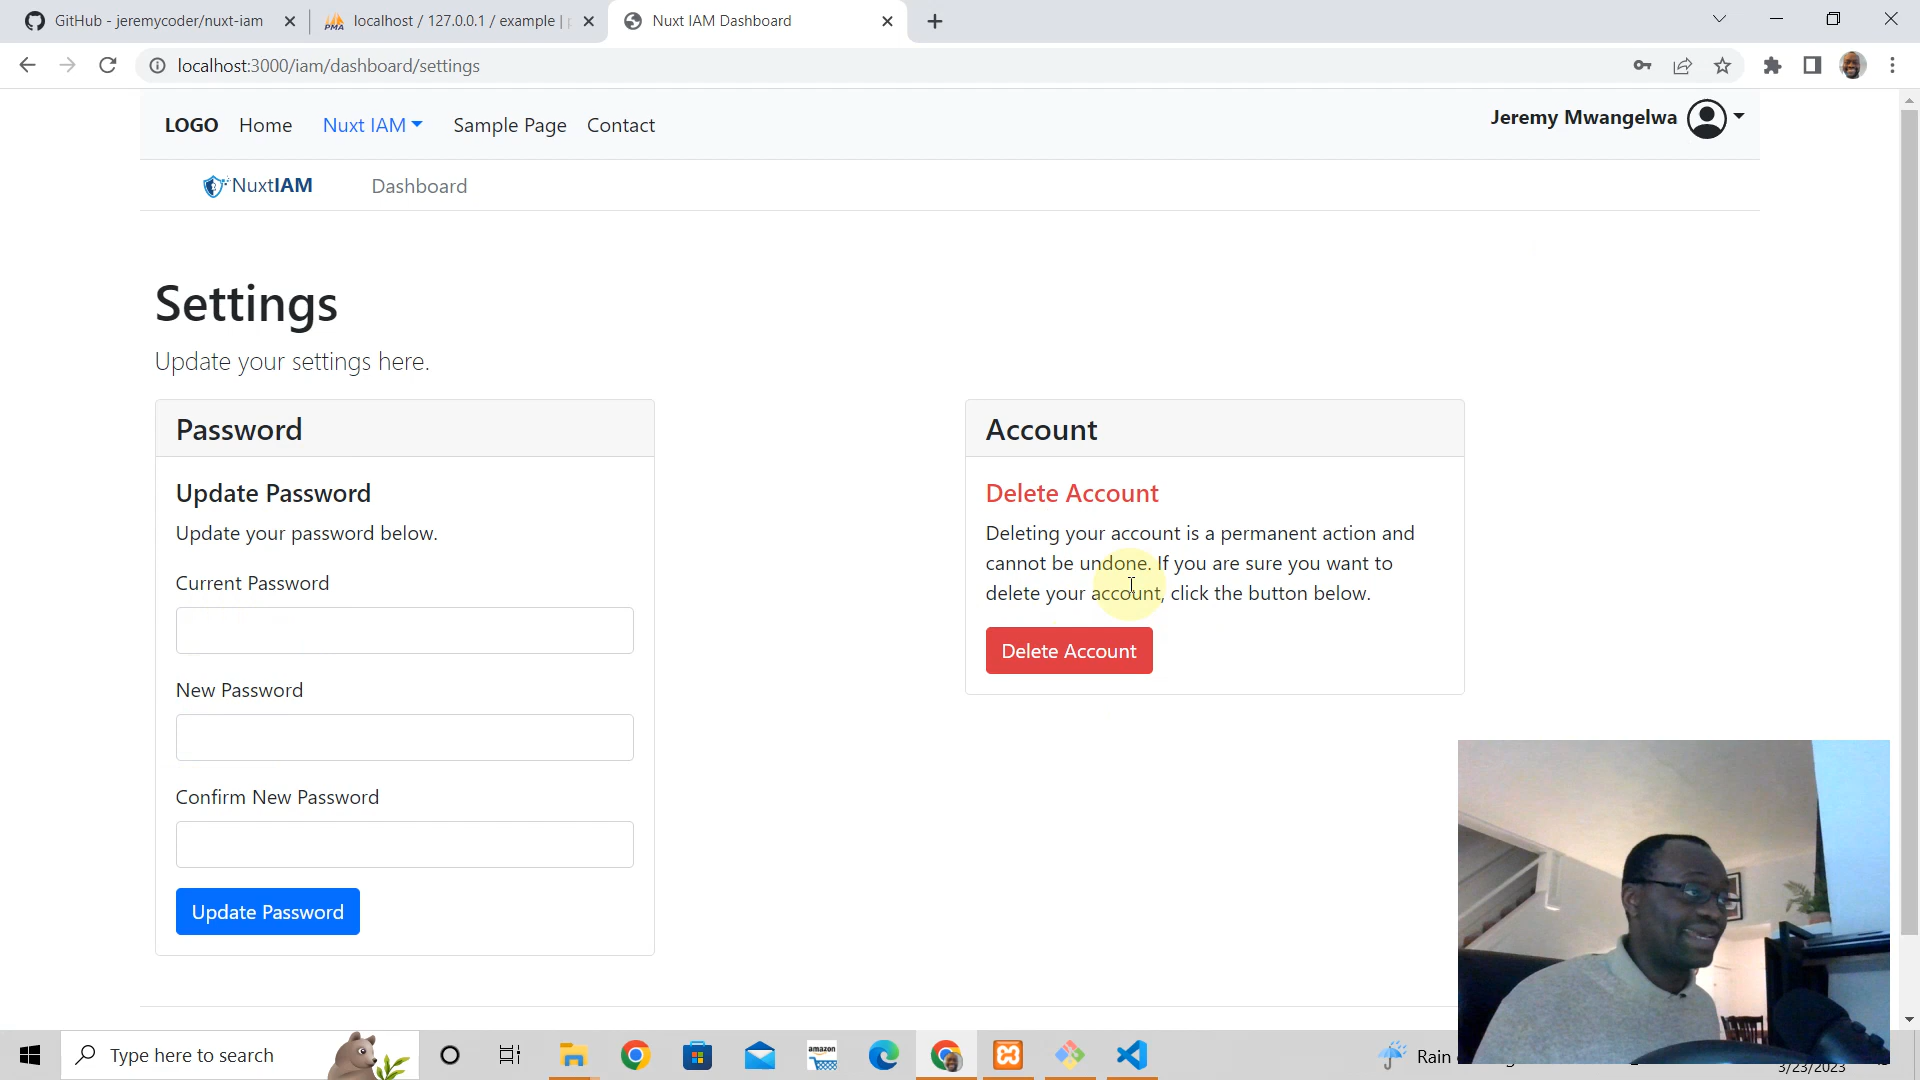 GitHub - jeremycoder/nuxt-iam
localhost / 127.0.0.1 / example |
Nuxt IAM Dashboard
localhost:3000/iam/dashboard/settings
LOGO Home Nuxt IAM Sample Page Contact
Jeremy Mwangelwa
NuxtIAM Dashboard
Settings
Update your settings here.
Password
Update Password
Update your password below.
Current Password
New Password
Confirm New Password
Update Password
Account
Delete Account
Deleting your account is a permanent action and
cannot be undone. If you are sure you want to
delete your account, click the button below.
Delete Account
Type here to search
amazon
Rain
3/23/2023